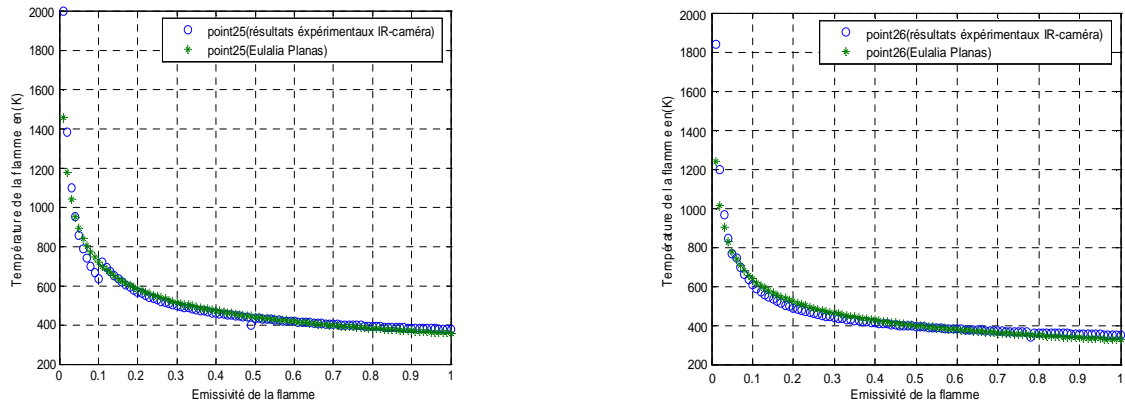 2000
1800
1600
1400
1200
1000
800
600
400
200
Température de la flamme en(K)
0 0.1 0.2 0.3 0.4 0.5 0.6 0.7 0.8 0.9 1
Emissivité de la flamme
point25(résultats éxpérimentaux IR-caméra)
point25(Eulalia Planas)
2000
1800
1600
1400
1200
1000
800
600
400
200
Température de la flamme en(K)
0 0.1 0.2 0.3 0.4 0.5 0.6 0.7 0.8 0.9 1
Emissivité de la flamme
point26(résultats éxpérimentaux IR-caméra)
point26(Eulalia Planas)